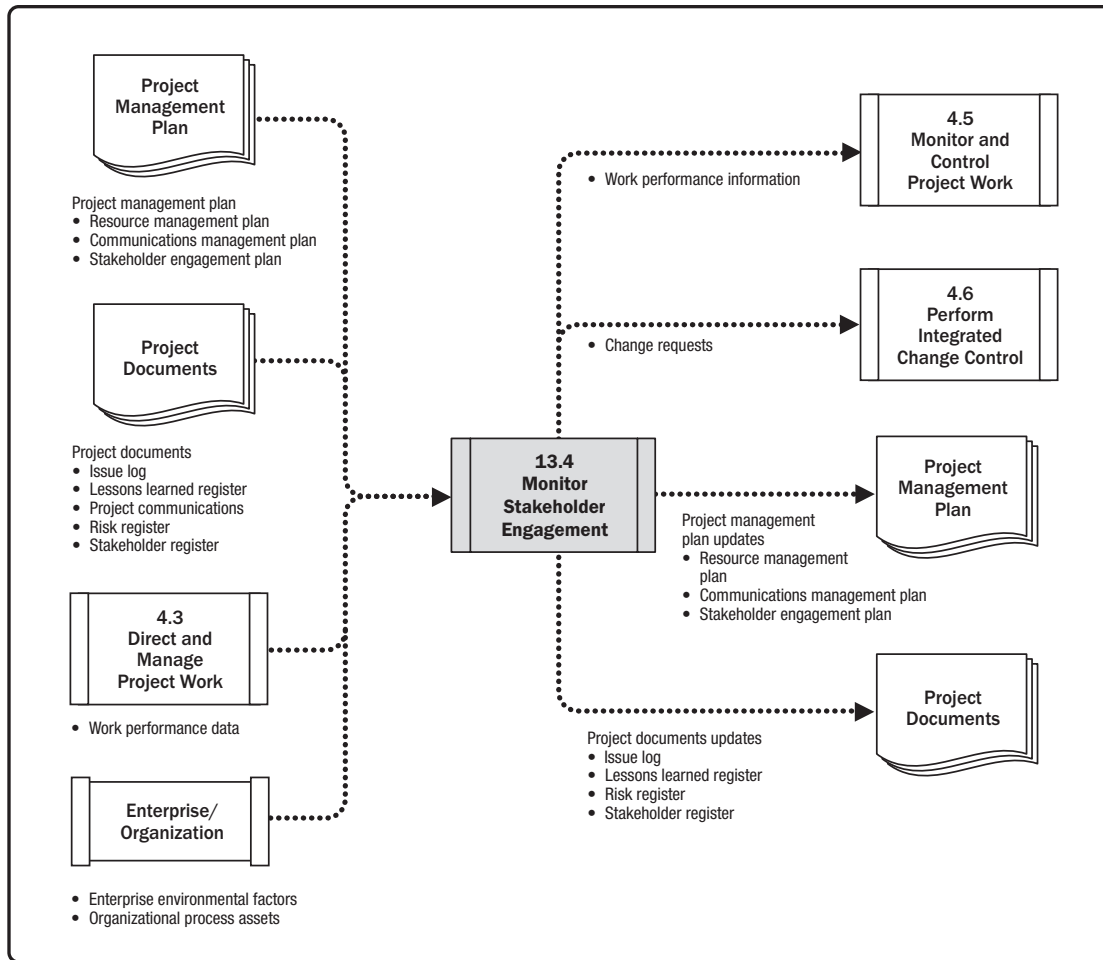 Project
Management
Plan
Project management plan
• Resource management plan
• Communications management plan
• Stakeholder engagement plan
Project
Documents
Project documents
• Issue log
• Lessons learned register
• Project communications
• Risk register
• Stakeholder register
4.3
Direct and
Manage
Project Work
• Work performance data
Enterprise/
Organization
• Enterprise environmental factors
• Organizational process assets
13.4
Monitor
Stakeholder
Engagement
• Work performance information
4.5
Monitor and
Control
Project Work
• Change requests
4.6
Perform
Integrated
Change Control
Project management
plan updates
• Resource management
plan
• Communications management plan
• Stakeholder engagement plan
Project
Management
Plan
Project documents updates
• Issue log
• Lessons learned register
• Risk register
• Stakeholder register
Project
Documents